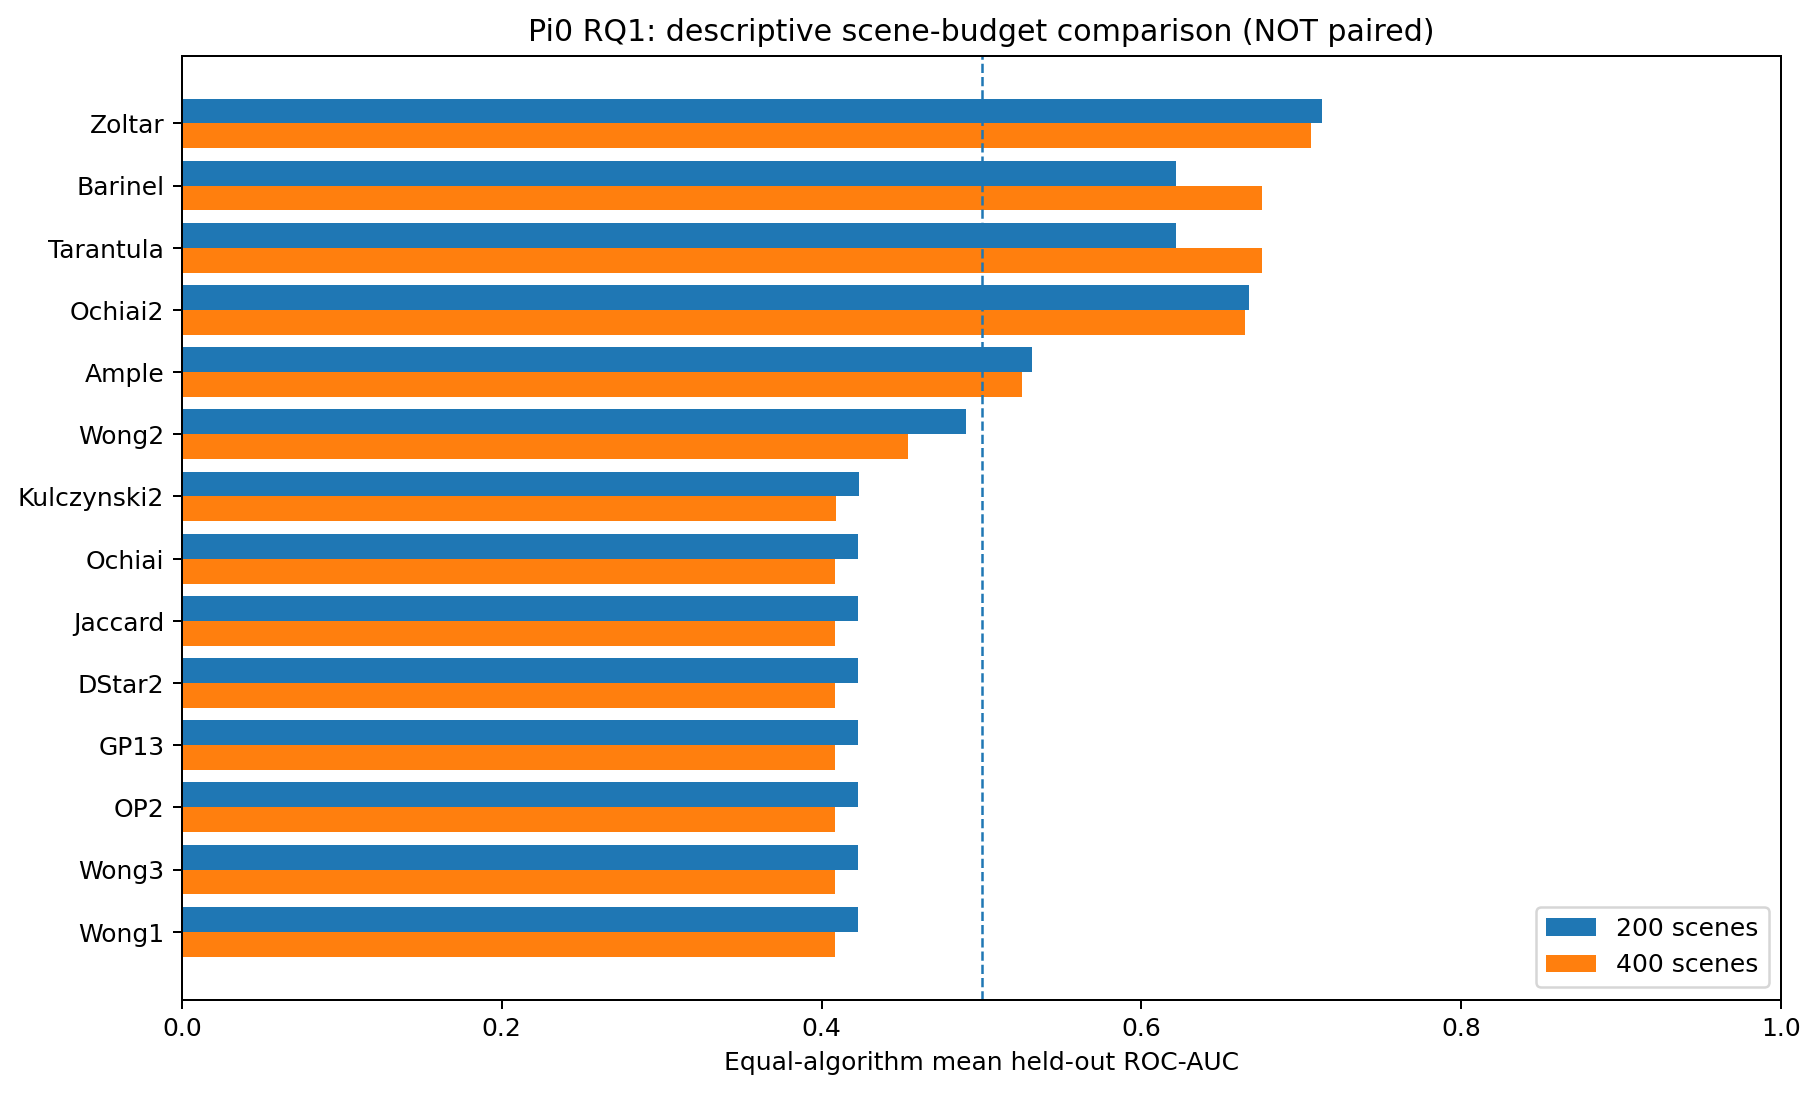 Pi0 RQ1: descriptive scene-budget comparison (NOT paired)
Zoltar
Barinel
Tarantula
Ochiai2
Ample
Wong2
Kulczynski2
Ochiai
Jaccard
DStar2
GP13
OP2
Wong3
Wong1
200 scenes
400 scenes
0.0 0.2 0.4 0.6 0.8 1.0
Equal-algorithm mean held-out ROC-AUC